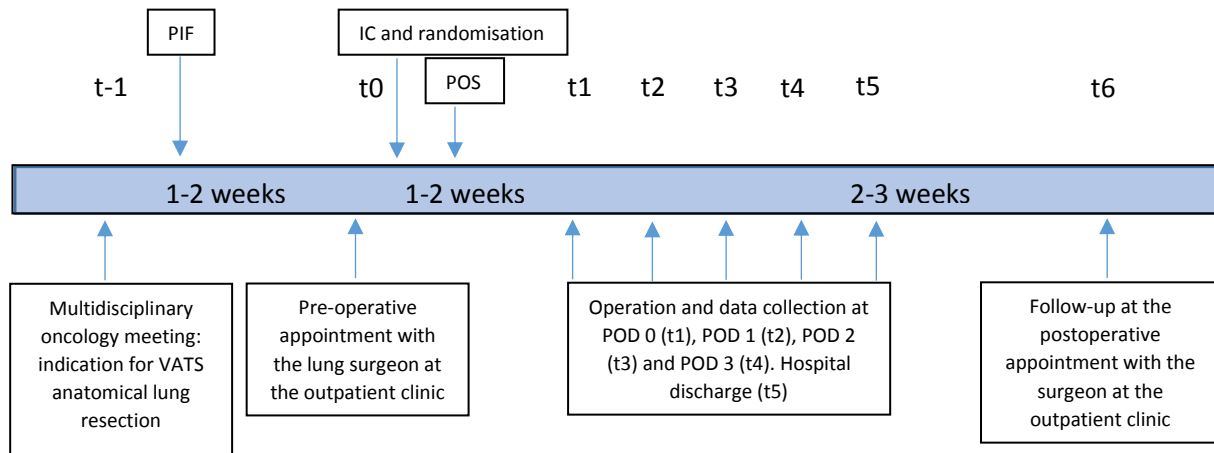 PIF
IC and randomisation
POS
t-1
t0
t1
t2
t3
t4
t5
t6
1-2 weeks
1-2 weeks
2-3 weeks
Multidisciplinary
oncology meeting:
indication for VATS
anatomical lung
resection
Pre-operative
appointment with
the lung surgeon at
the outpatient clinic
Operation and data collection at
POD 0 (t1), POD 1 (t2), POD 2
(t3) and POD 3 (t4). Hospital
discharge (t5)
Follow-up at the
postoperative
appointment with the
surgeon at the
outpatient clinic